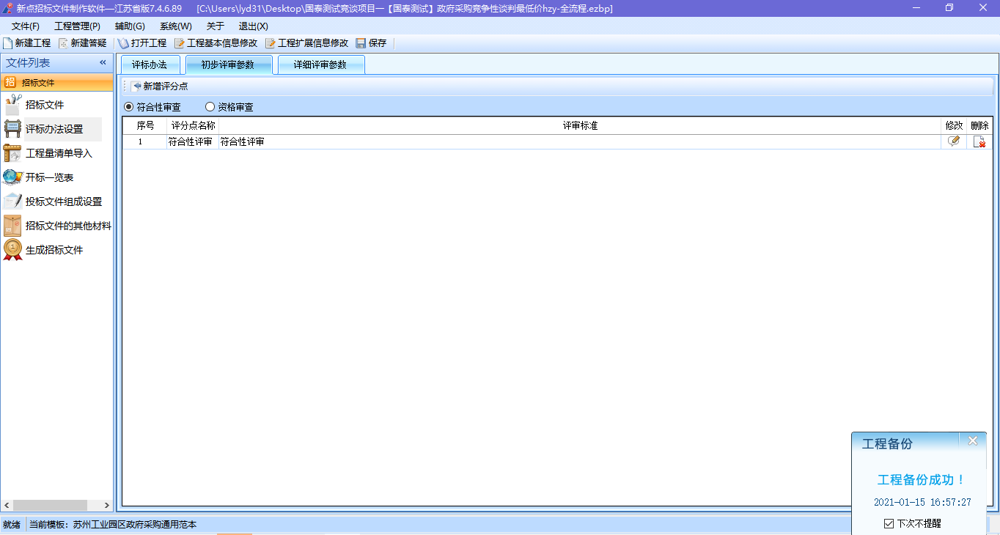 新点招标文件制作软件—江苏省版7.4.6.89 [C:\Users\lyd31\Desktop\国泰测试竞谈项目一【国泰测试】政府采购竞争性谈判最低价hzy-全流程.ezbp]
文件(F) 工程管理(P) 辅助(G) 系统(W) 关于 退出(X)
新建工程 新建答疑 打开工程 工程基本信息修改 工程扩展信息修改 保存
文件列表 «
招 招标文件
招标文件
评标办法设置
工程量清单导入
开标一览表
投标文件组成设置
招标文件的其他材料
生成招标文件
评标办法 初步评审参数 详细评审参数
新增评分点
符合性审查 资格审查
序号 评分点名称 评审标准 修改 删除
1 符合性评审 符合性评审
工程备份
工程备份成功！
2021-01-15 16:57:27
下次不提醒
就绪 当前模板：苏州工业园区政府采购通用范本